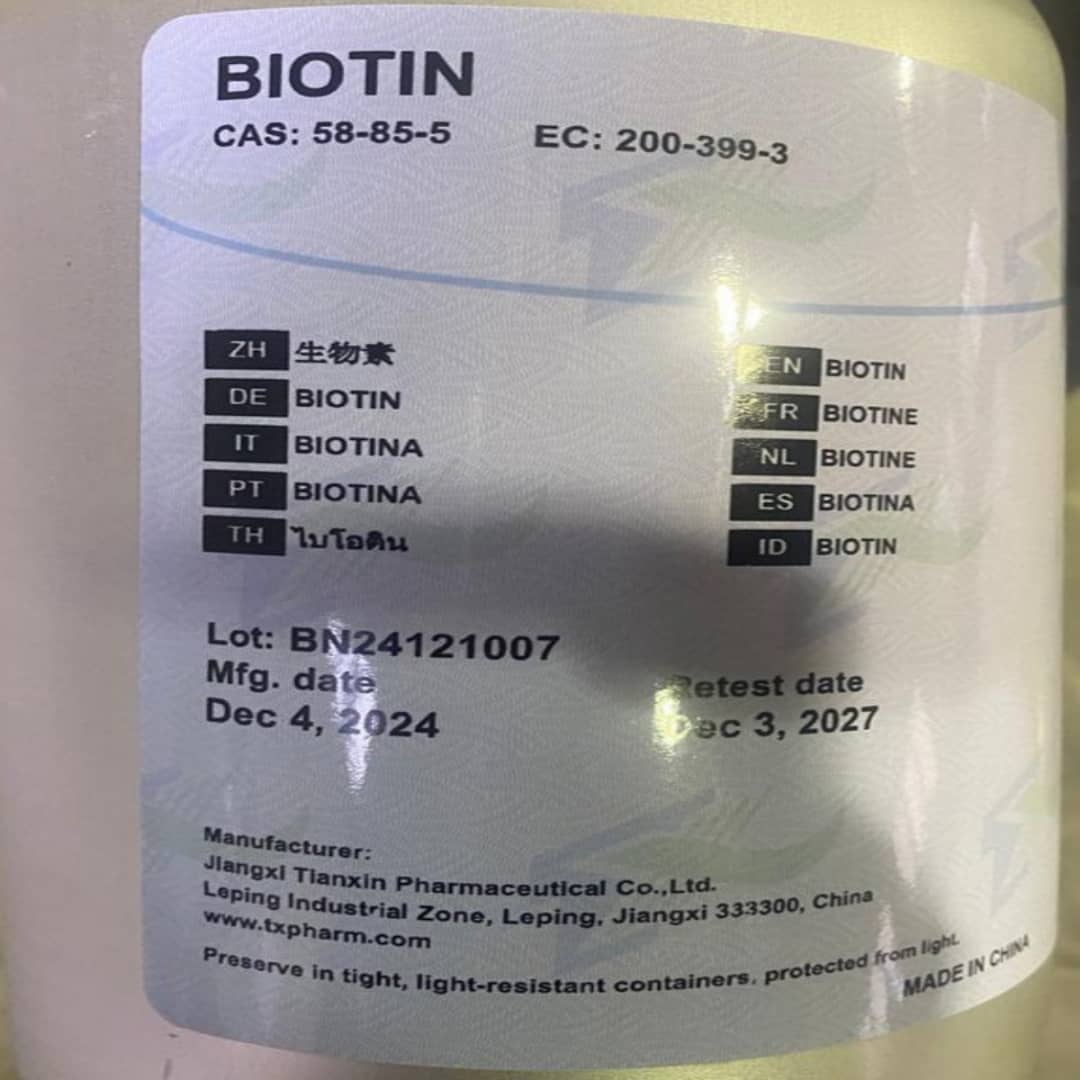 BIOTIN
CAS: 58-85-5 EC: 200-399-3
ZH 生物素 EN BIOTIN
DE BIOTIN FR BIOTINE
IT BIOTINA NL BIOTINE
PT BIOTINA ES BIOTINA
TH ไบโอติน ID BIOTIN
Lot: BN24121007
Mfg. date Retest date
Dec 4, 2024 Dec 3, 2027
Manufacturer:
Jiangxi Tianxin Pharmaceutical Co.,Ltd.
Leping Industrial Zone, Leping, Jiangxi 333300, China
www.txpharm.com
Preserve in tight, light-resistant containers, protected from light.
MADE IN CHINA